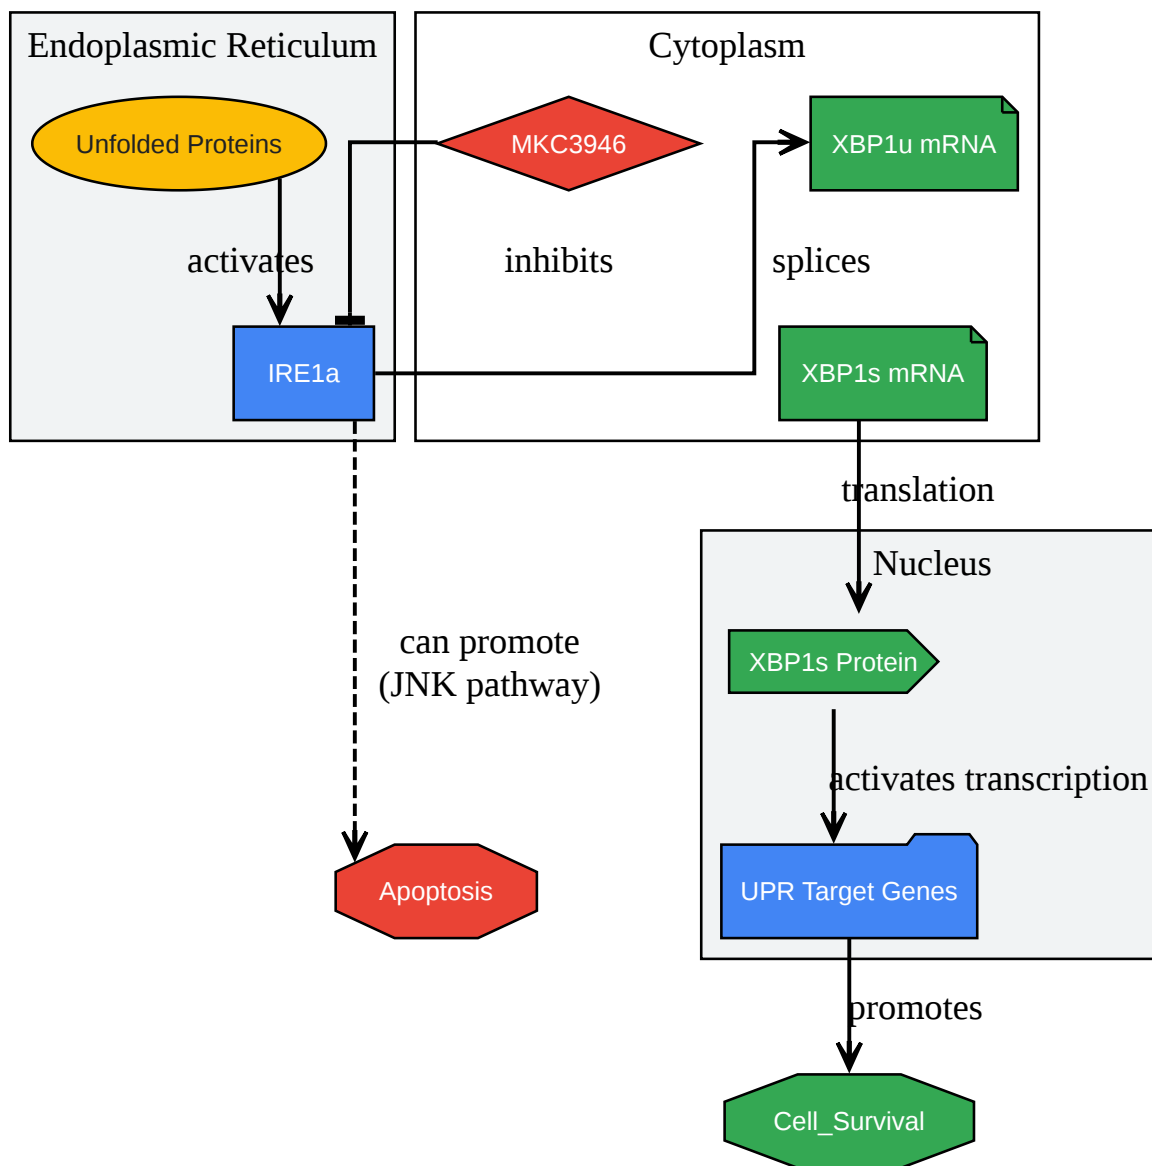 Endoplasmic Reticulum
Cytoplasm
Unfolded Proteins
MKC3946
XBP1u mRNA
activates
inhibits
splices
IRE1a
XBP1s mRNA
translation
Nucleus
can promote
(JNK pathway)
XBP1s Protein
activates transcription
Apoptosis
UPR Target Genes
promotes
Cell_Survival